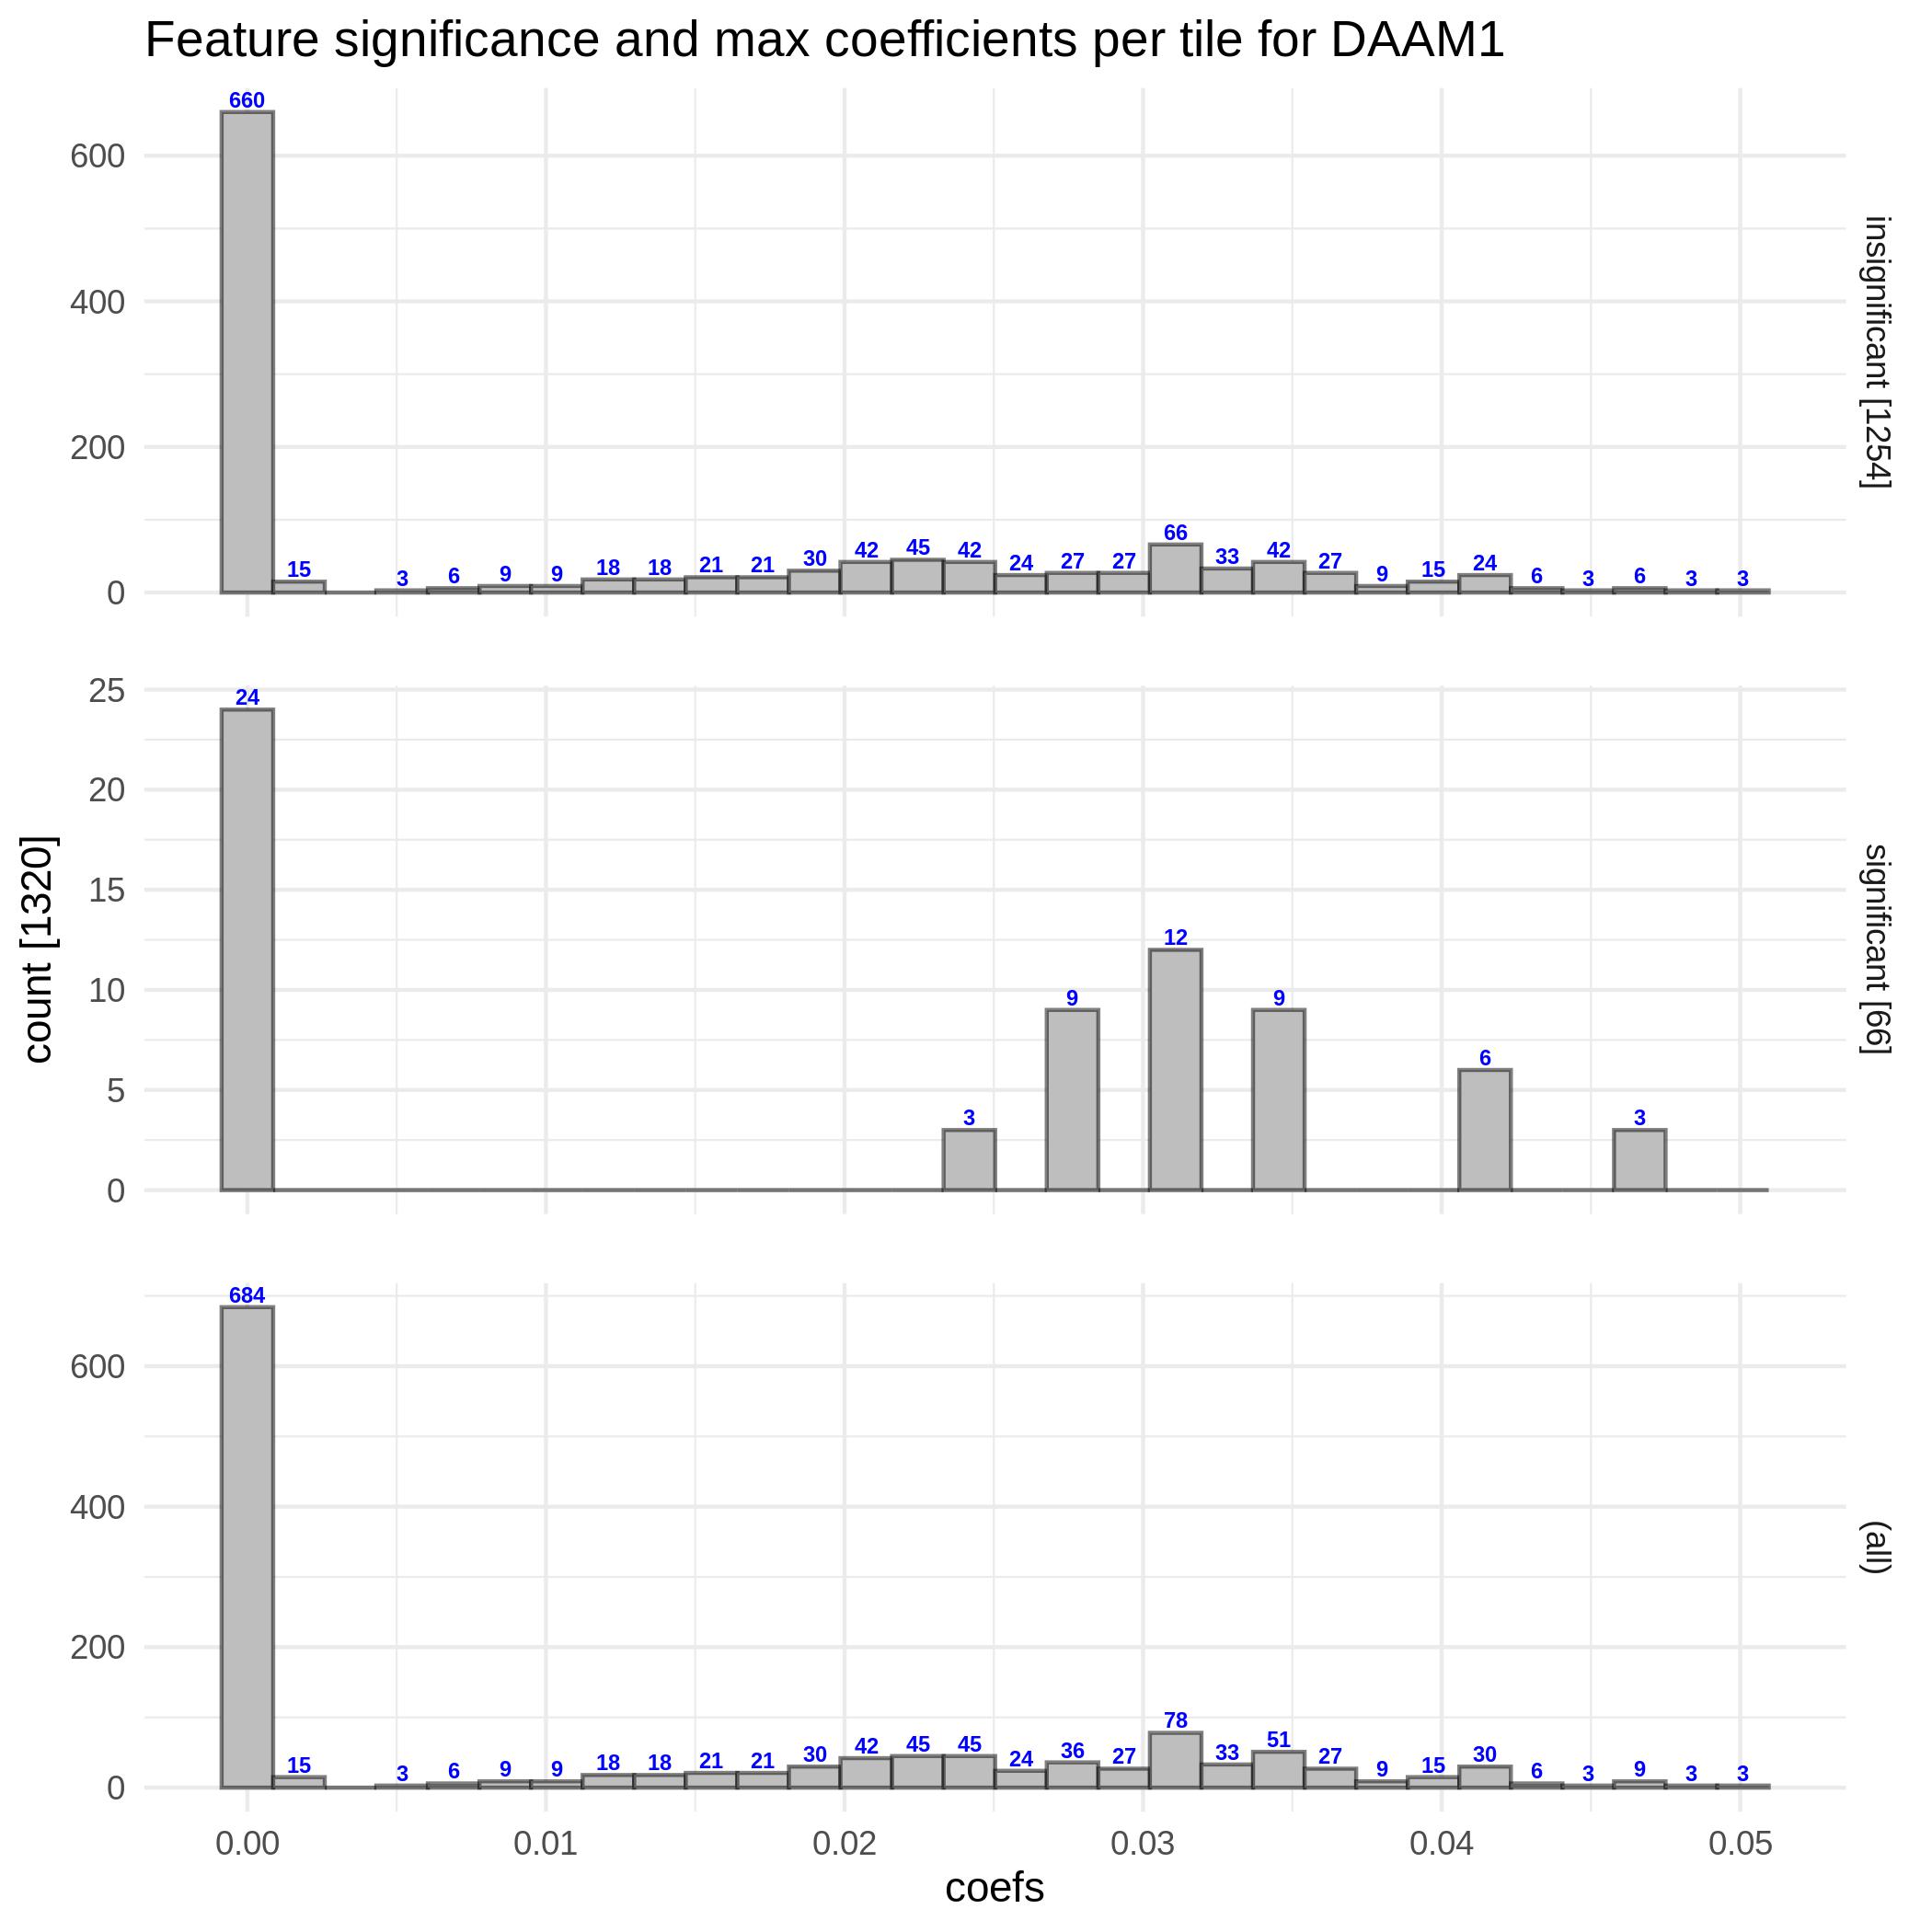 Feature significance and max coefficients per tile for DAAM1
660
600
400
200
0
15 3 6 9 9 18 18 21 21 30 42 45 42 24 27 27 66 33 42 27 9 15 24 6 3 6 3 3
insignificant [1254]
25
20
15
10
5
0
24 3 9 12 9 6 3
significant [66]
count [1320]
684
600
400
200
0
15 3 6 9 9 18 18 21 21 30 42 45 45 24 36 27 78 33 51 27 9 15 30 6 3 9 3 3
(all)
0.00 0.01 0.02 0.03 0.04 0.05
coefs